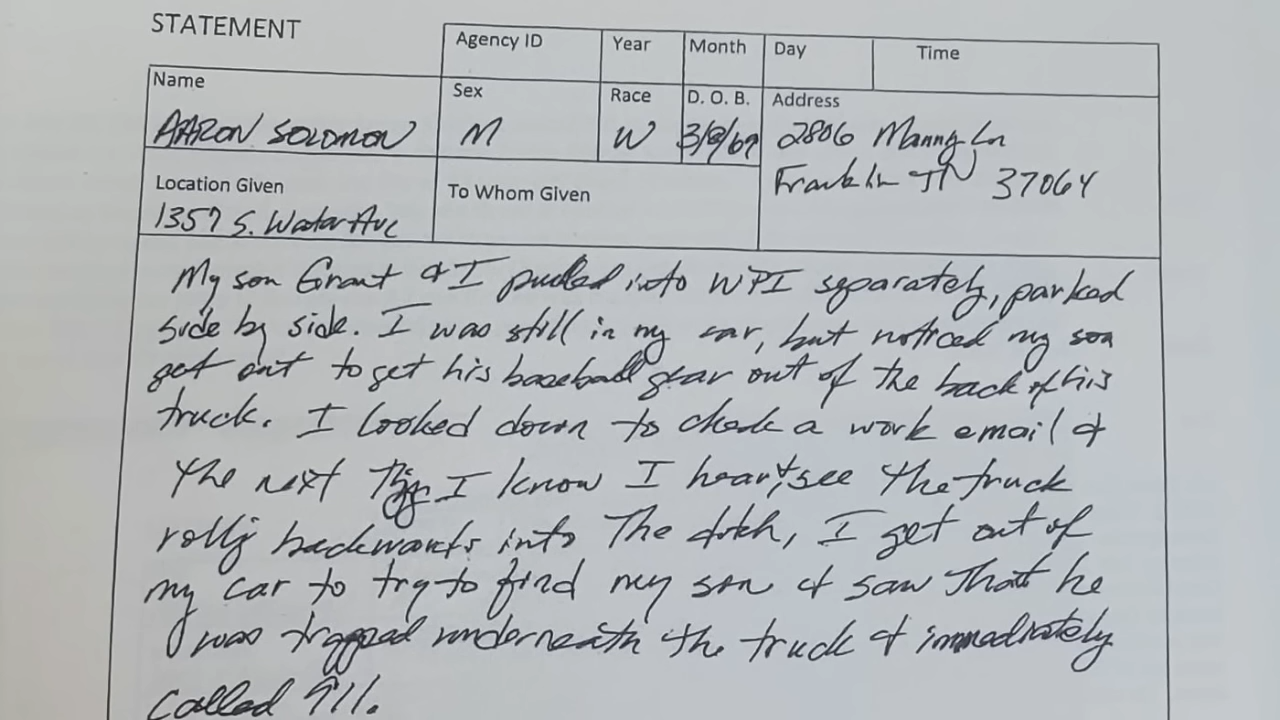 STATEMENT
Agency ID
Year
Month
Day
Time
Name
Sex
Race
D. O. B.
Address
AARON SOLOMON
M
W
3/9/69
2806 Manny Ln
Franklin TN 37064
Location Given
To Whom Given
1357 S. Water Ave
My son Grant & I pulled into WPI separately, parked
side by side. I was still in my car, but noticed my son
get out to get his baseball gear out of the back of his
truck. I looked down to check a work email &
the next I know I hear, see the truck
rollg backwards into the ditch, I get out of
my car to try to find my son & saw that he
was trapped underneath the truck & immediately
called 911.